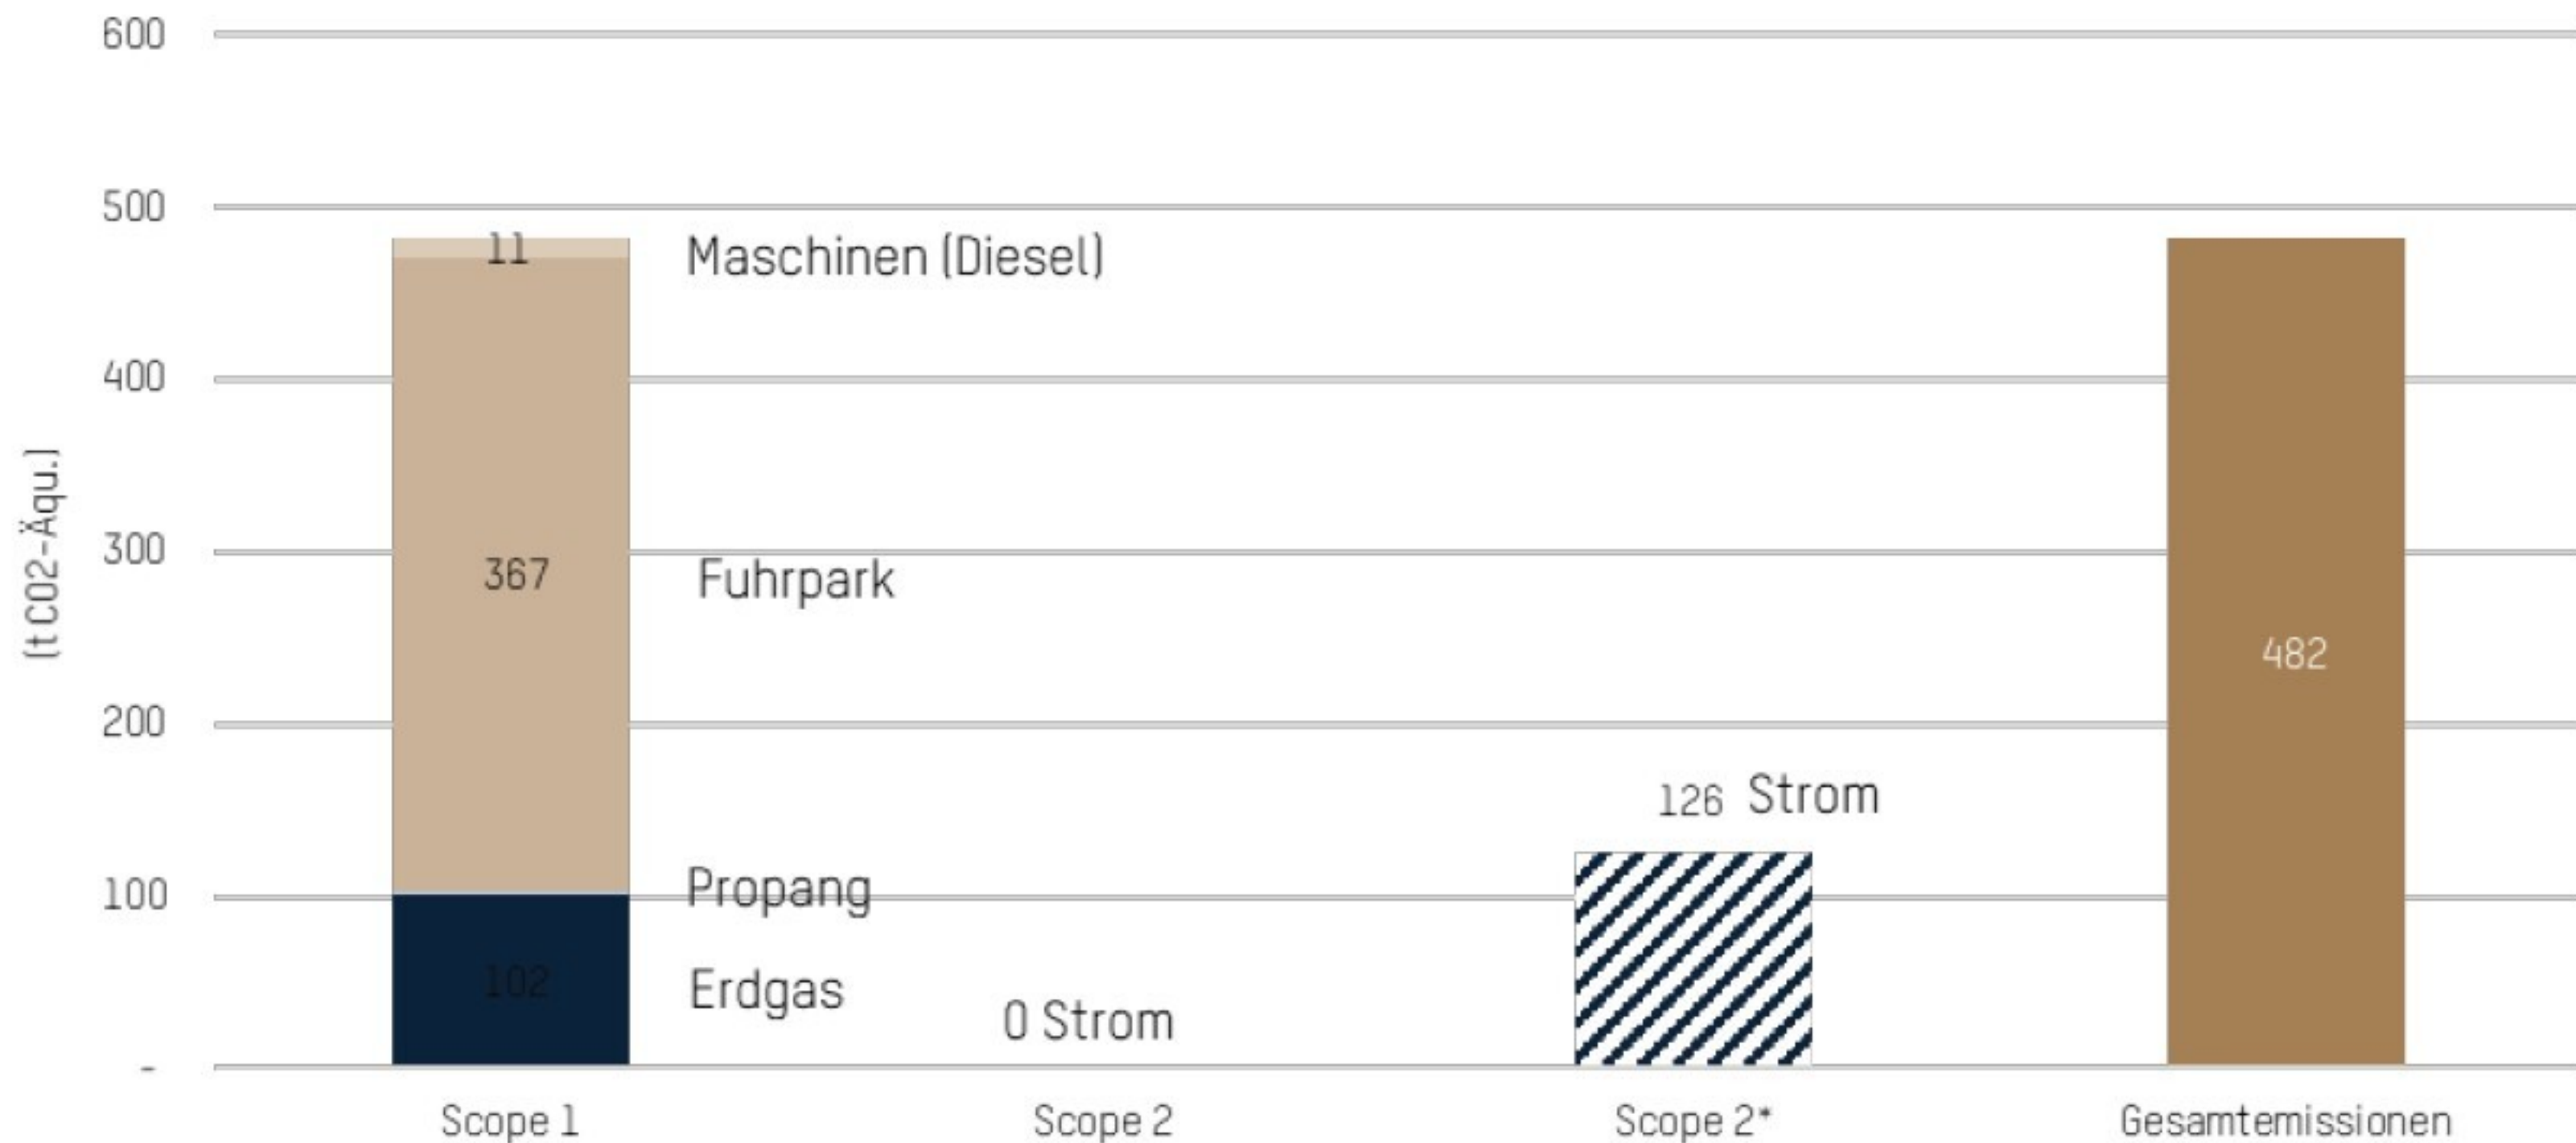 (t CO2-Äqu.)
600
500
400
300
200
100
-
11
Maschinen (Diesel)
367
Fuhrpark
Propang
102
Erdgas
0 Strom
126 Strom
482
Scope 1
Scope 2
Scope 2*
Gesamtemissionen